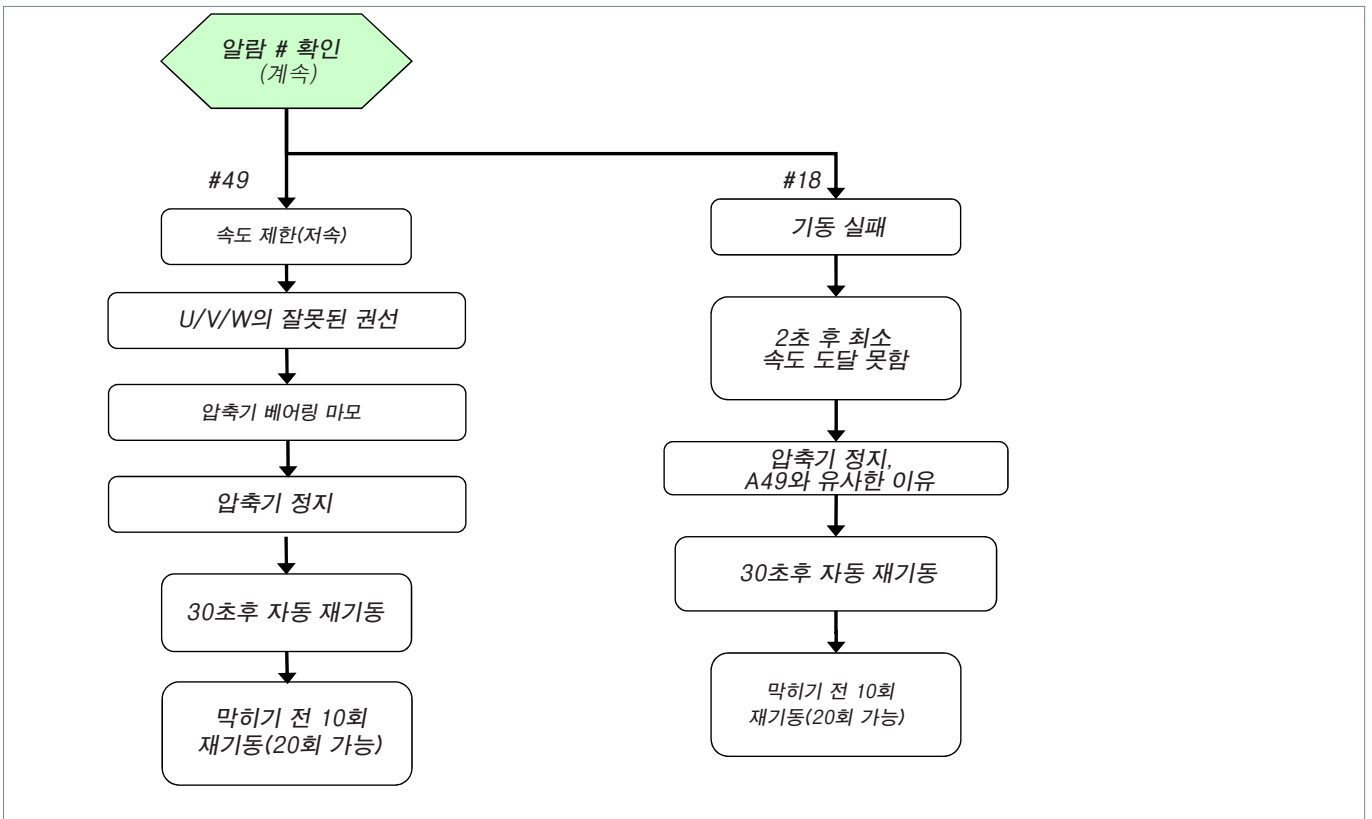 알람 # 확인
(계속)
#49
속도 제한(저속)
U/V/W의 잘못된 권선
압축기 베어링 마모
압축기 정지
30초후 자동 재기동
막히기 전 10회
재기동(20회 가능)
#18
기동 실패
2초 후 최소
속도 도달 못함
압축기 정지,
A49와 유사한 이유
30초후 자동 재기동
막히기 전 10회
재기동(20회 가능)